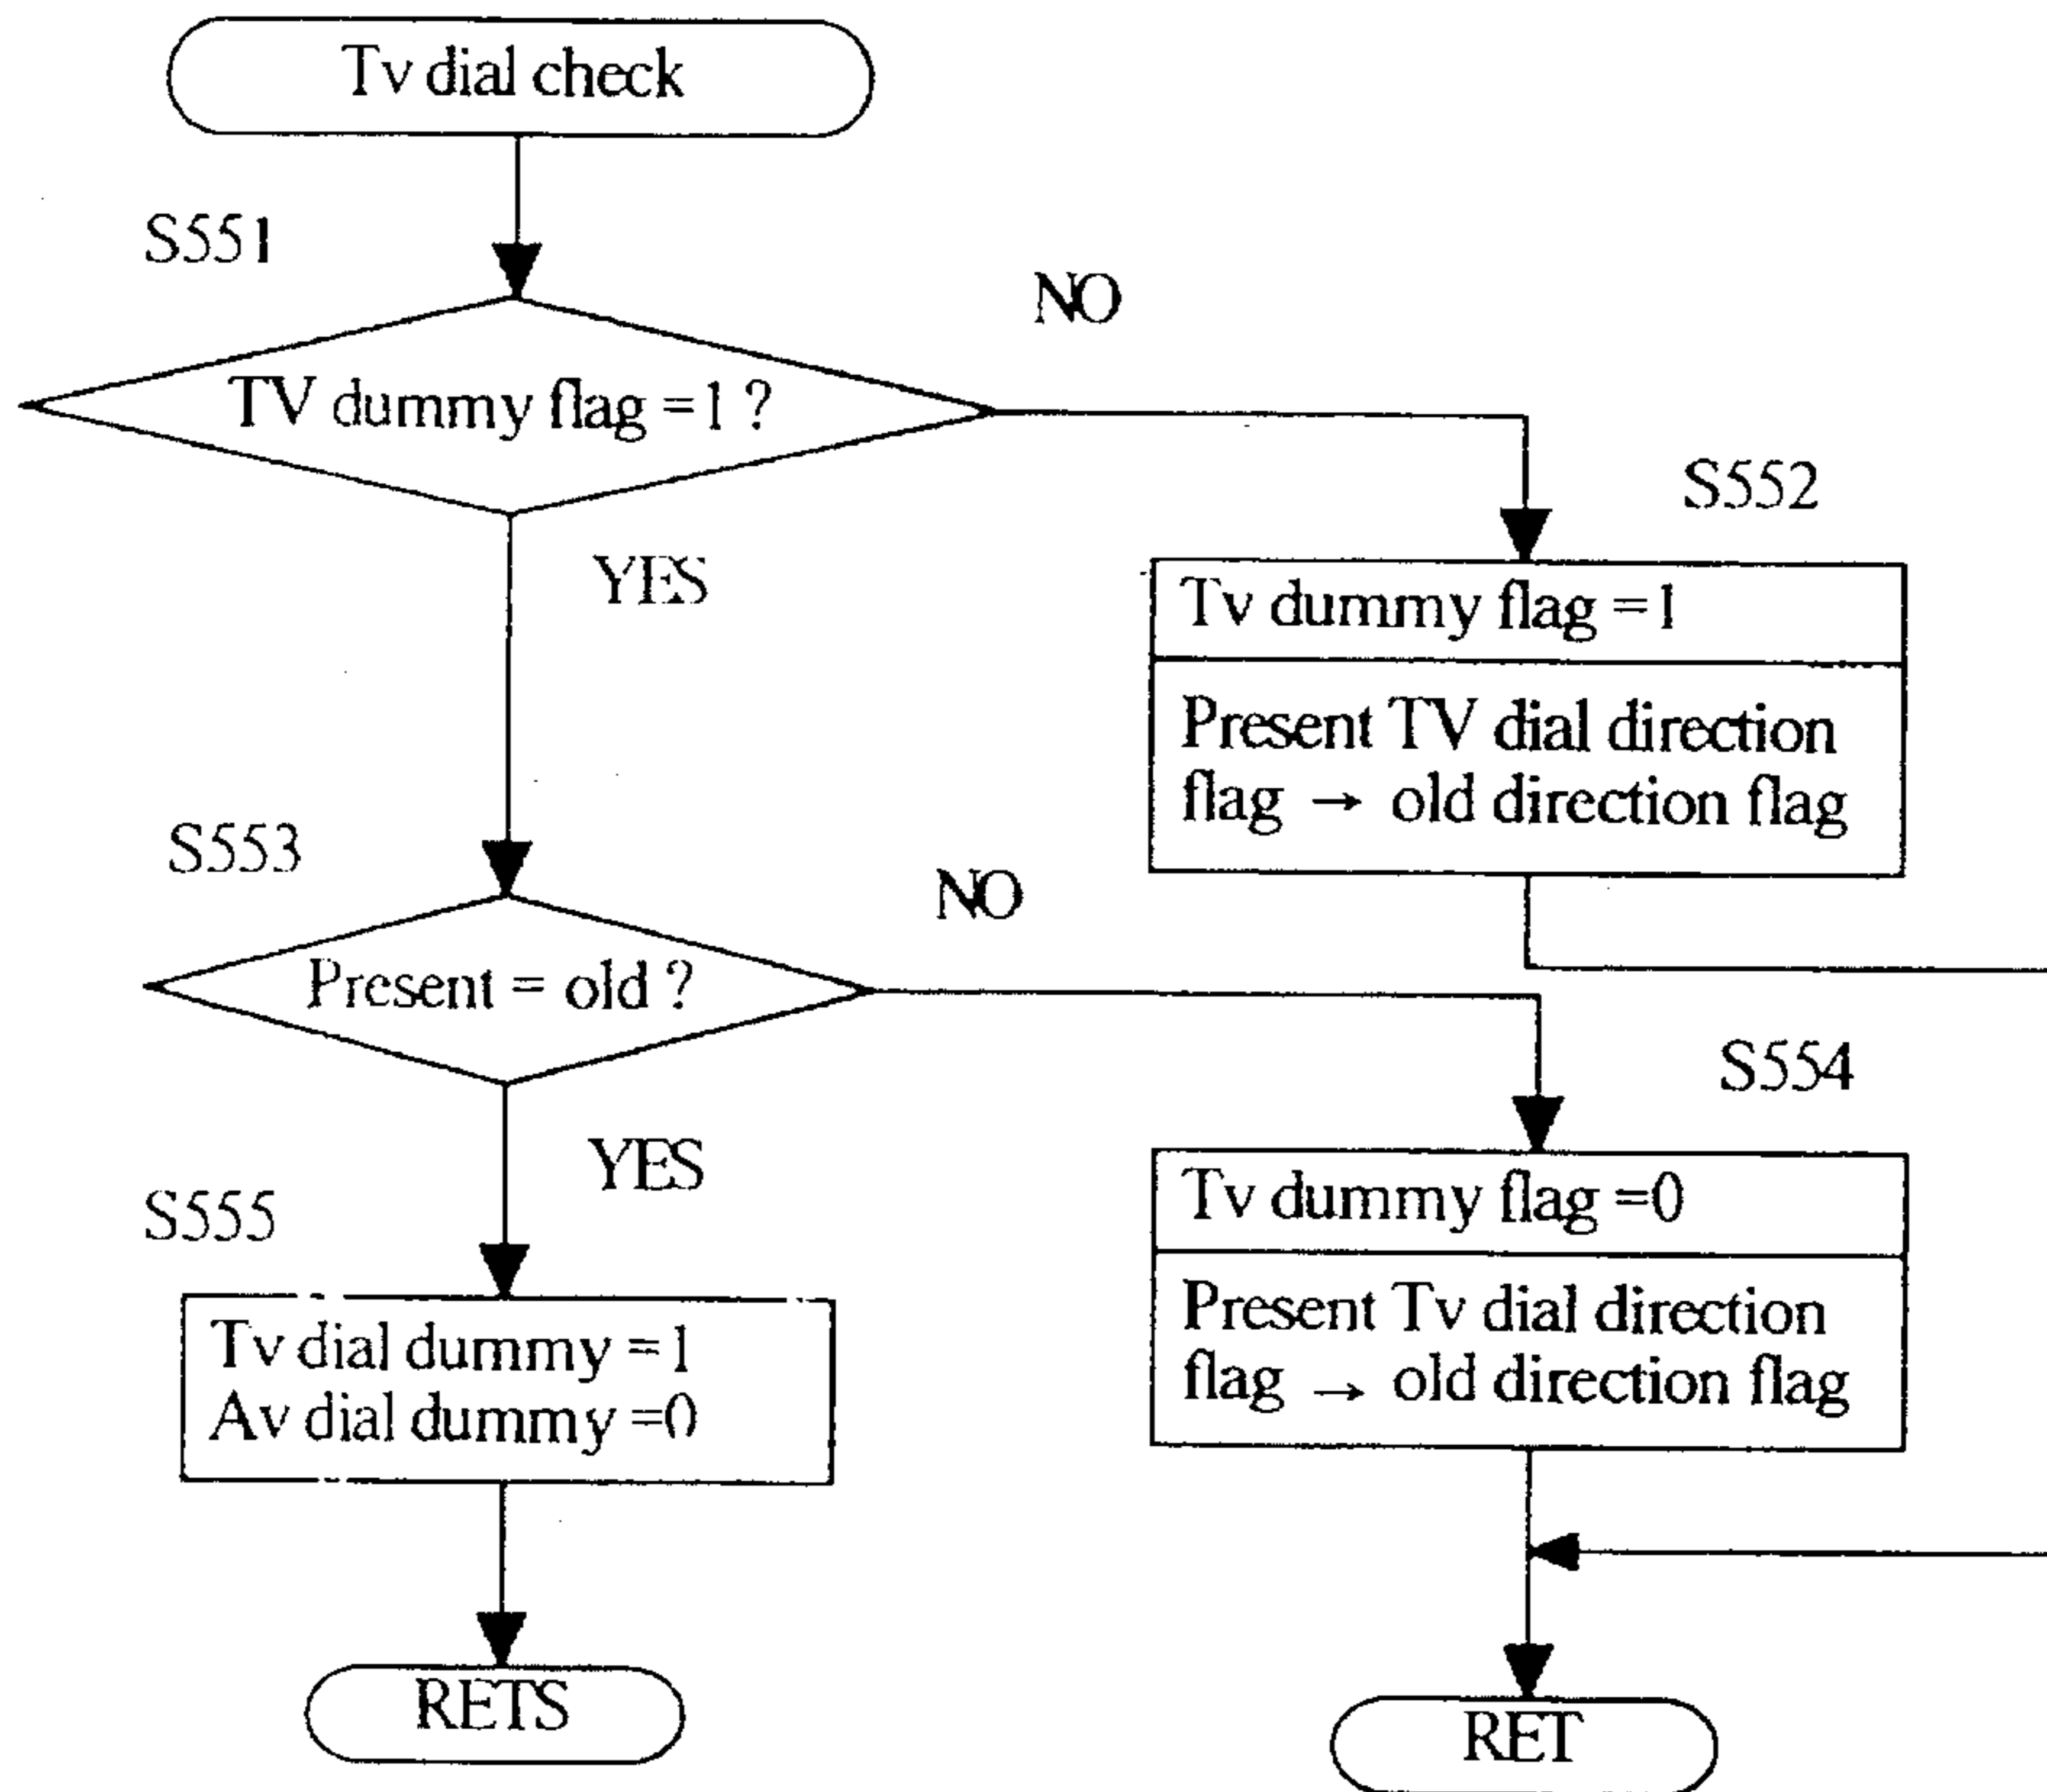 Tv dial check
S551
NO
TV dummy flag =1 ?
S552
YES
Tv dummy flag =1
Present TV dial direction
flag → old direction flag
S553
NO
Present = old ?
S554
YES
Tv dummy flag =0
S555
Present Tv dial direction
flag → old direction flag
Tv dial dummy =1
Av dial dummy =0
RETS
RET